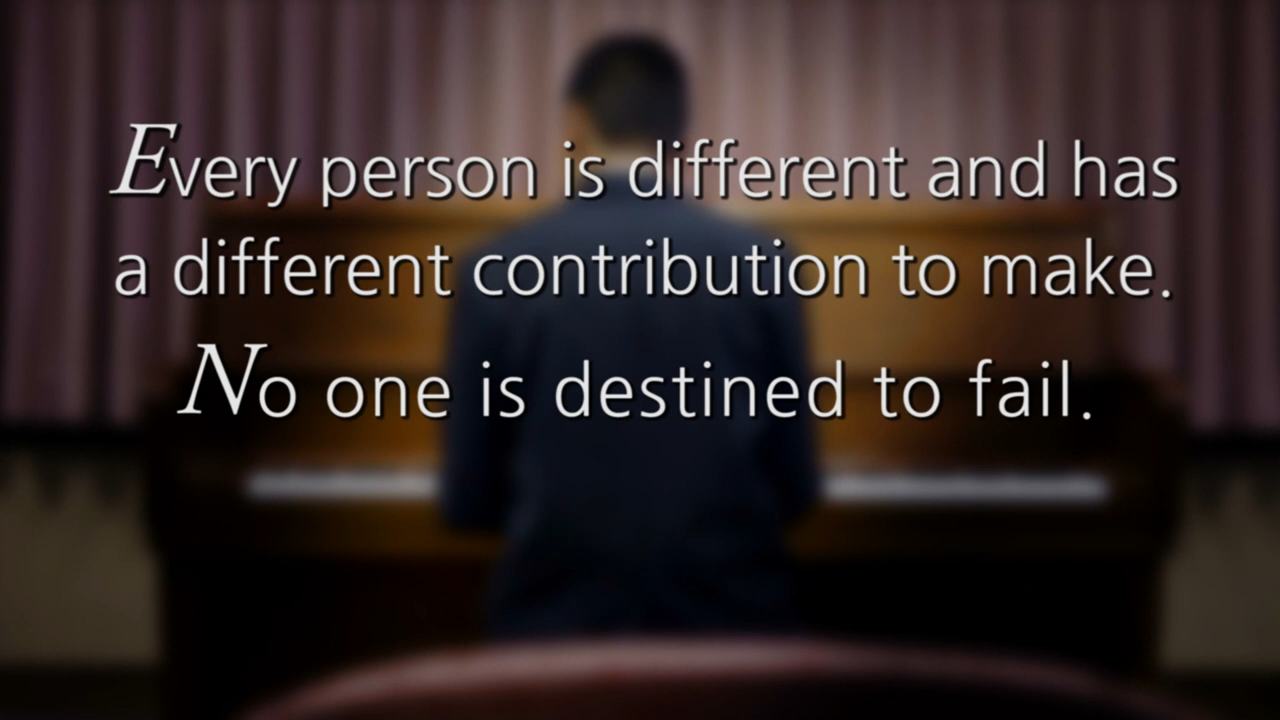 Every person is different and has
a different contribution to make.
No one is destined to fail.